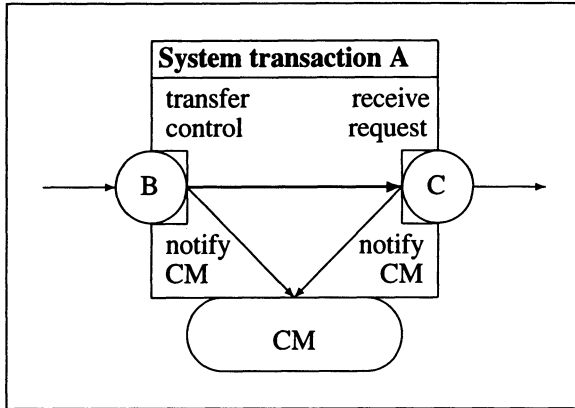 System transaction A
transfer
control
receive
request
B
C
notify
CM
notify
CM
CM